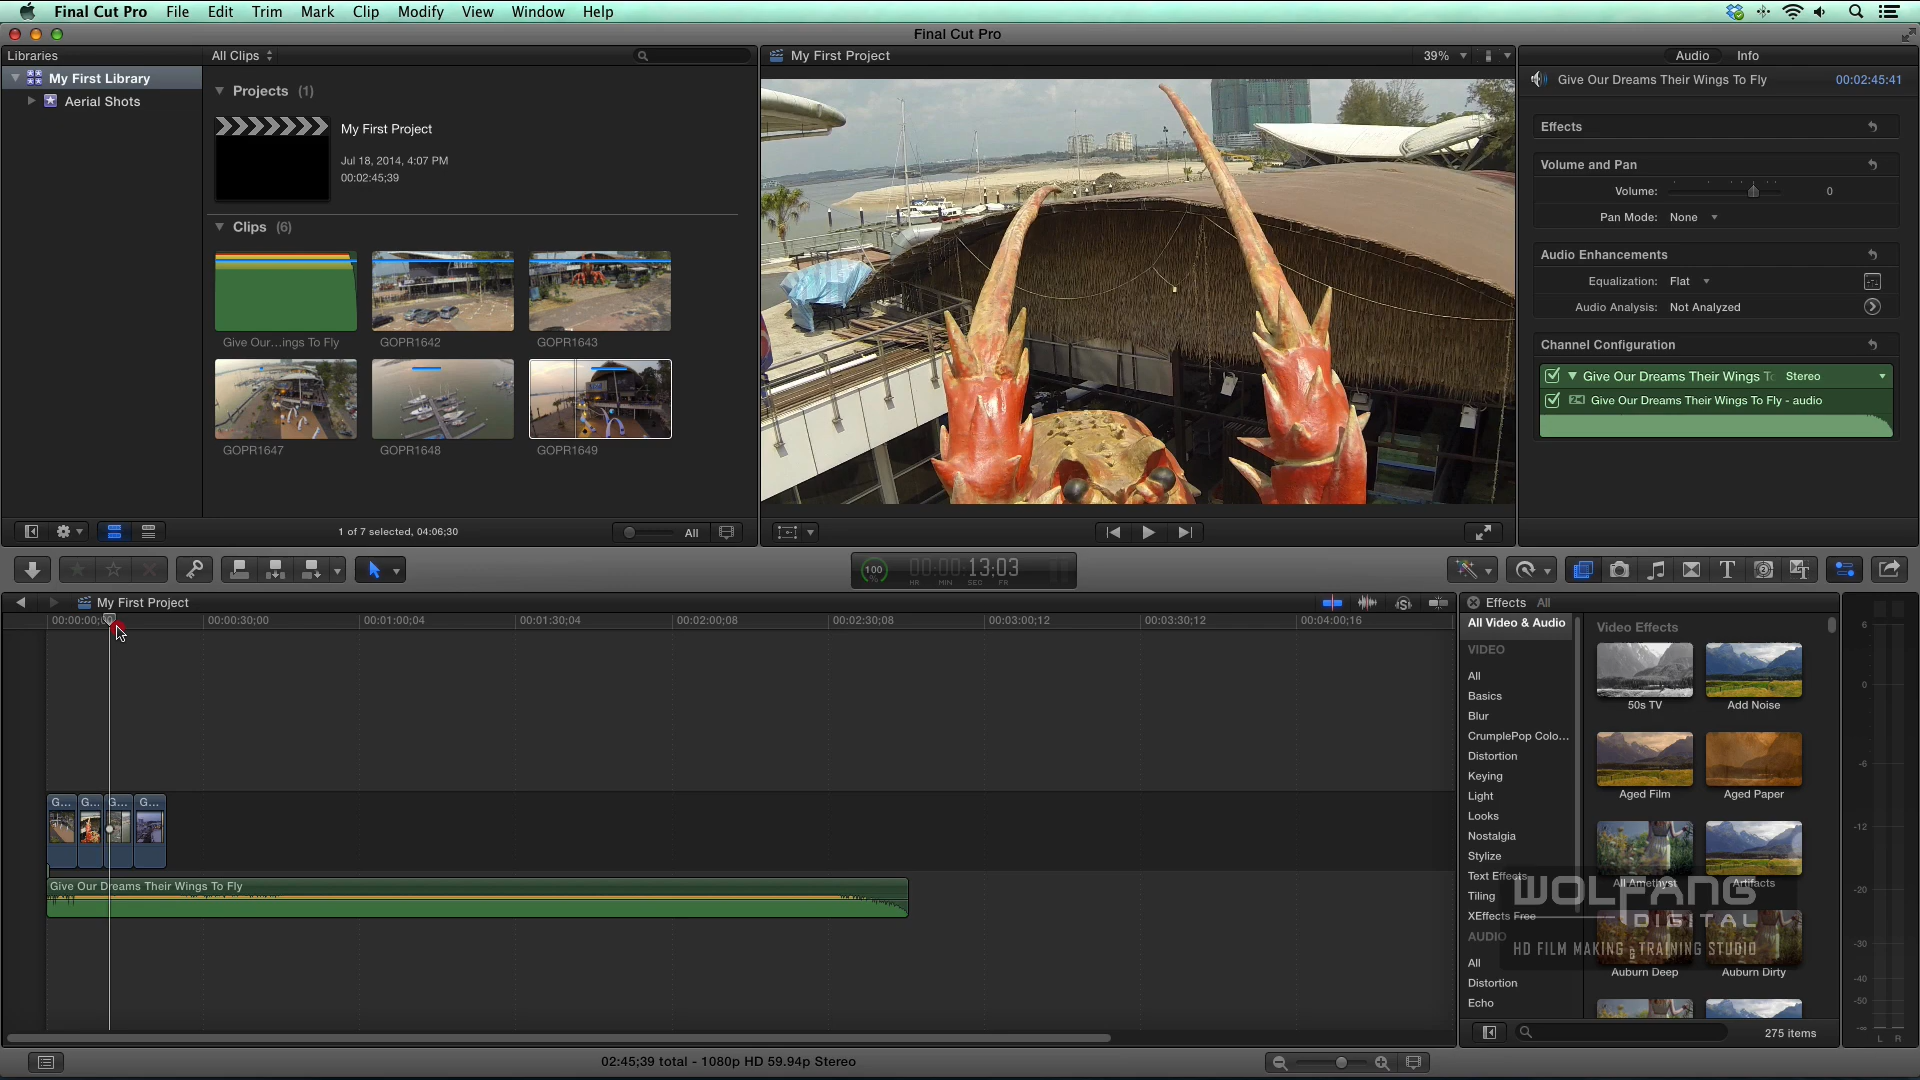 Final Cut Pro File Edit Trim Mark Clip Modify View Window Help
Final Cut Pro
Libraries
All Clips
My First Library
Aerial Shots
Projects (1)
My First Project
Jul 18, 2014, 4:07 PM
00:02:45;39
Clips (6)
Give Our...ings To Fly
GOPR1642
GOPR1643
GOPR1647
GOPR1648
GOPR1649
1 of 7 selected, 04:06;30
All
My First Project
39%
Audio Info
Give Our Dreams Their Wings To Fly 00:02:45:41
Effects
Volume and Pan
Volume: 0
Pan Mode: None
Audio Enhancements
Equalization: Flat
Audio Analysis: Not Analyzed
Channel Configuration
Give Our Dreams Their Wings To Stereo
Give Our Dreams Their Wings To Fly - audio
100 %
00:00:13:03
HR MIN SEC FR
My First Project
00:00:00;00 00:00:30;00 00:01:00;04 00:01:30;04 00:02:00;08 00:02:30;08 00:03:00;12 00:03:30;12 00:04:00;16
G... G... G... G...
Give Our Dreams Their Wings To Fly
02:45;39 total - 1080p HD 59.94p Stereo
Effects All
All Video & Audio
VIDEO
All
Basics
Blur
CrumplePop Colo...
Distortion
Keying
Light
Looks
Nostalgia
Stylize
Text Effects
Tiling
XEffects Free
AUDIO
All
Distortion
Echo
Video Effects
50s TV
Add Noise
Aged Film
Aged Paper
All Amethyst
Artifacts
Auburn Deep
Auburn Dirty
WOLFANG
DIGITAL
HD FILM MAKING & TRAINING STUDIO
275 items
6
0
-6
-12
-20
-30
-40
-50
-∞
L R